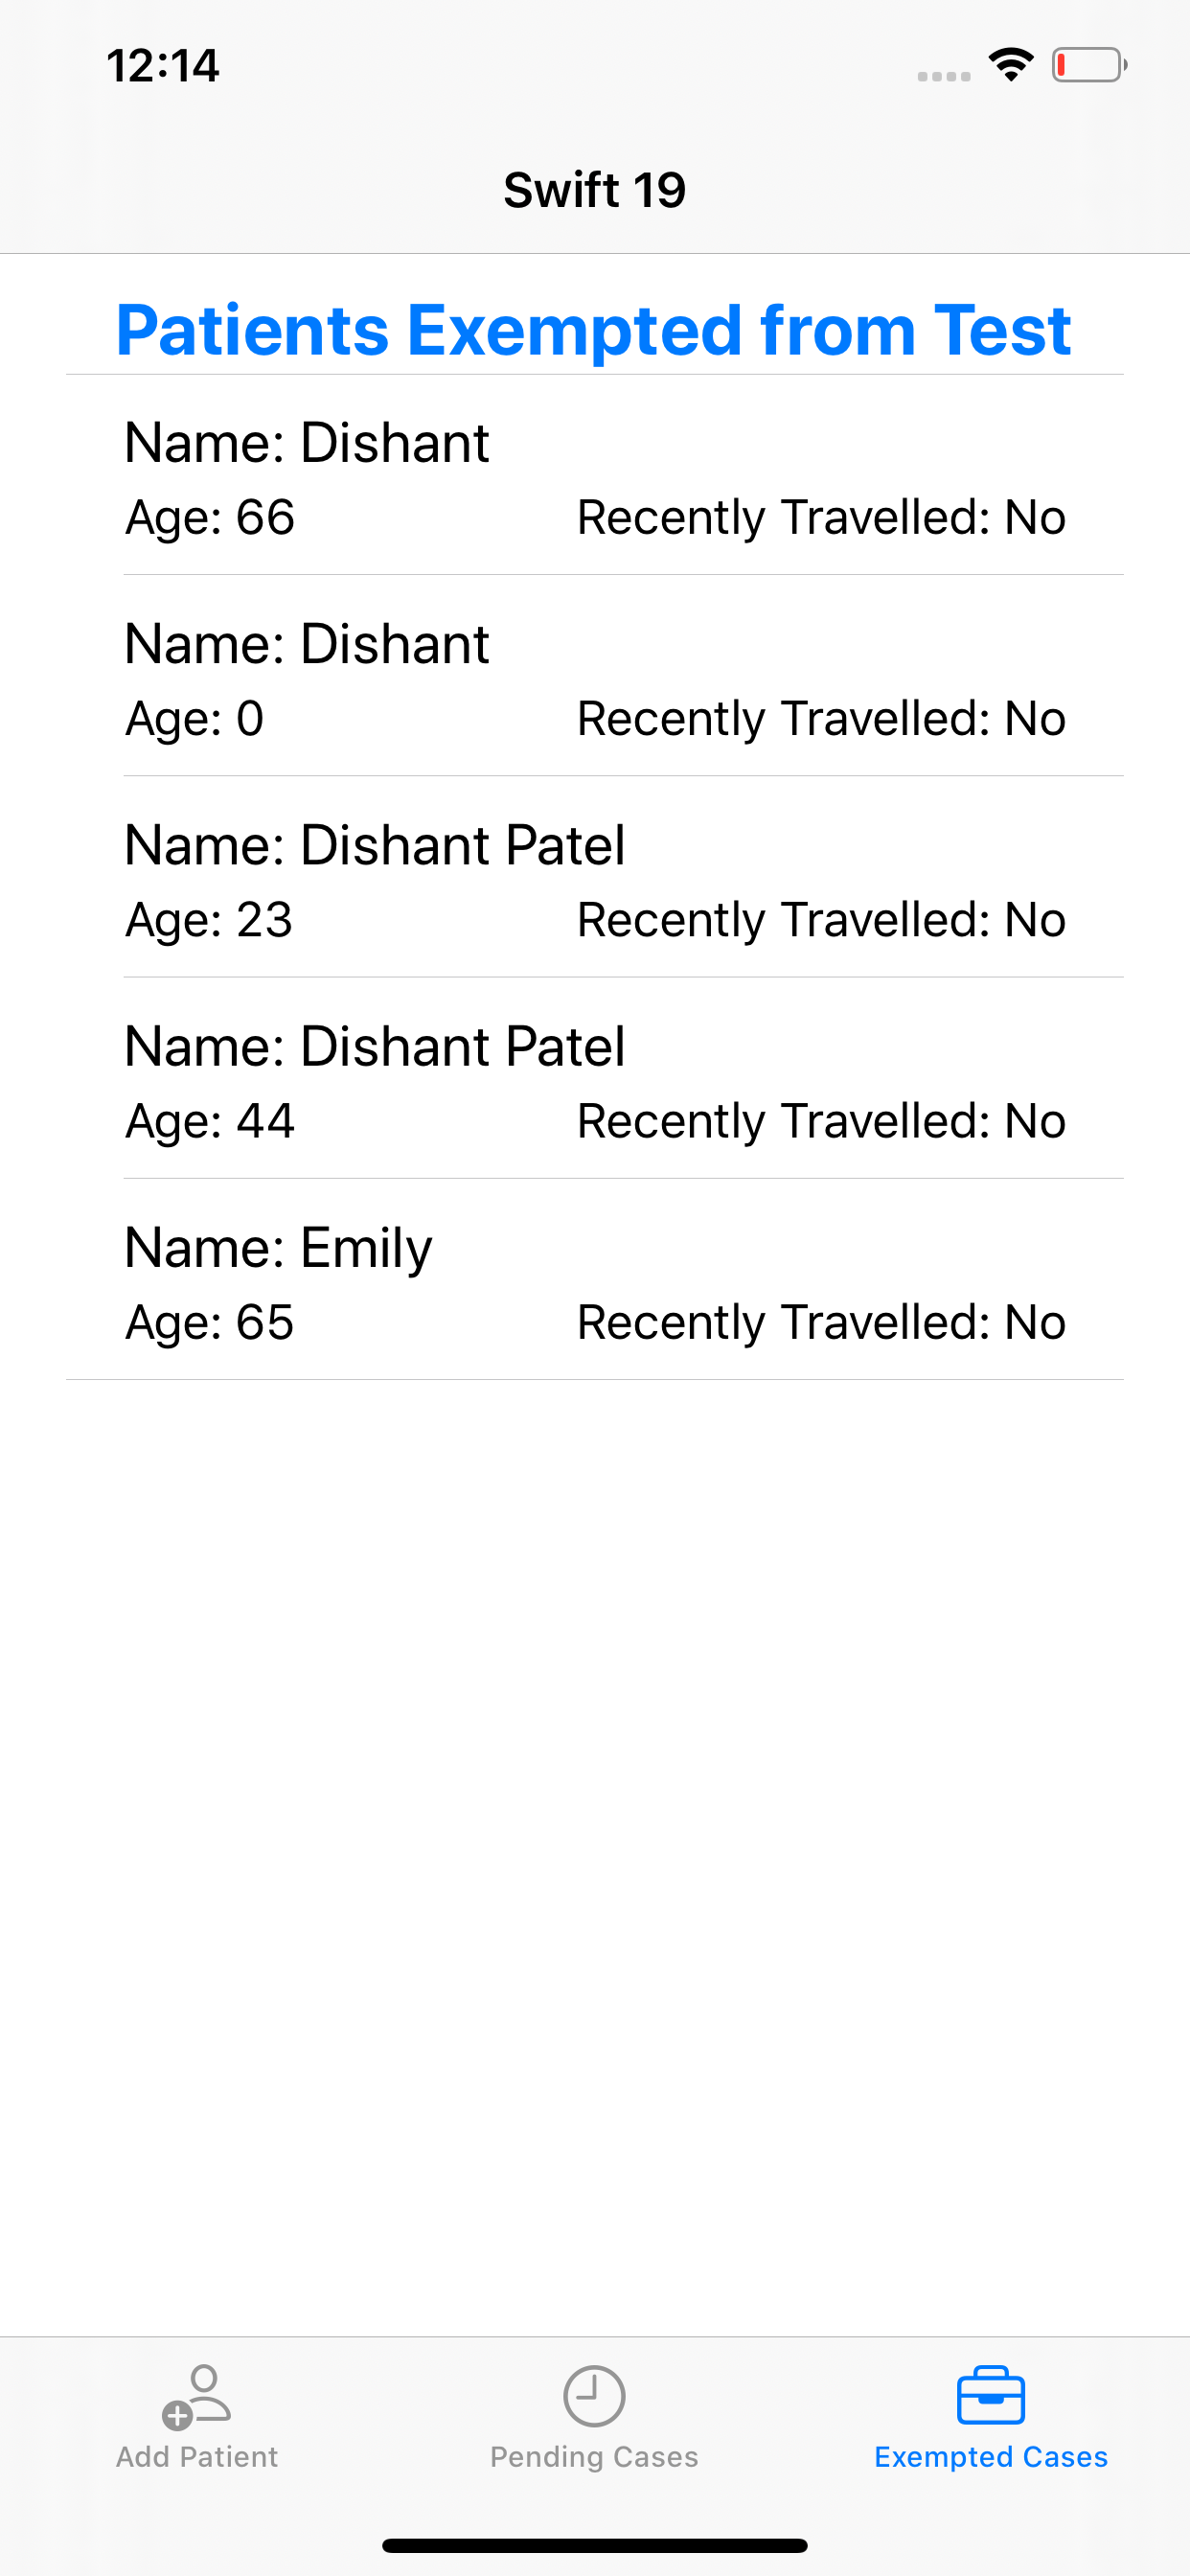 12:14
Swift 19
Patients Exempted from Test
Name: Dishant
Age: 66 Recently Travelled: No
Name: Dishant
Age: 0 Recently Travelled: No
Name: Dishant Patel
Age: 23 Recently Travelled: No
Name: Dishant Patel
Age: 44 Recently Travelled: No
Name: Emily
Age: 65 Recently Travelled: No
Add Patient Pending Cases Exempted Cases